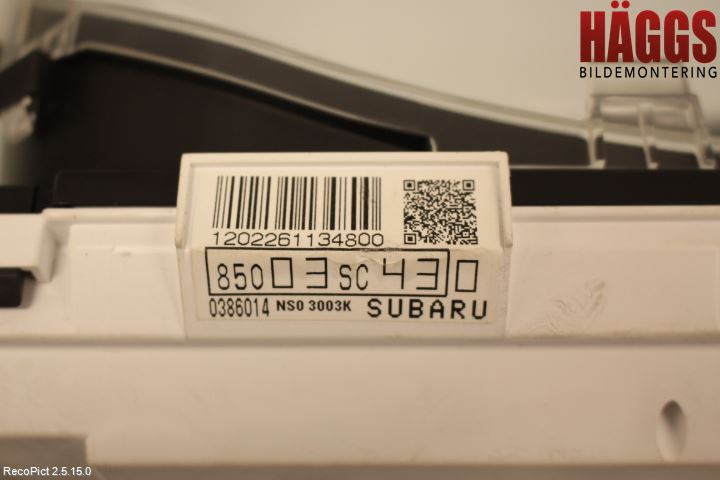 HÄGGS
BILDEMONTERING
1202261134800
85003SC430
0386014 NS0 3003K SUBARU
RecoPict 2.5.15.0